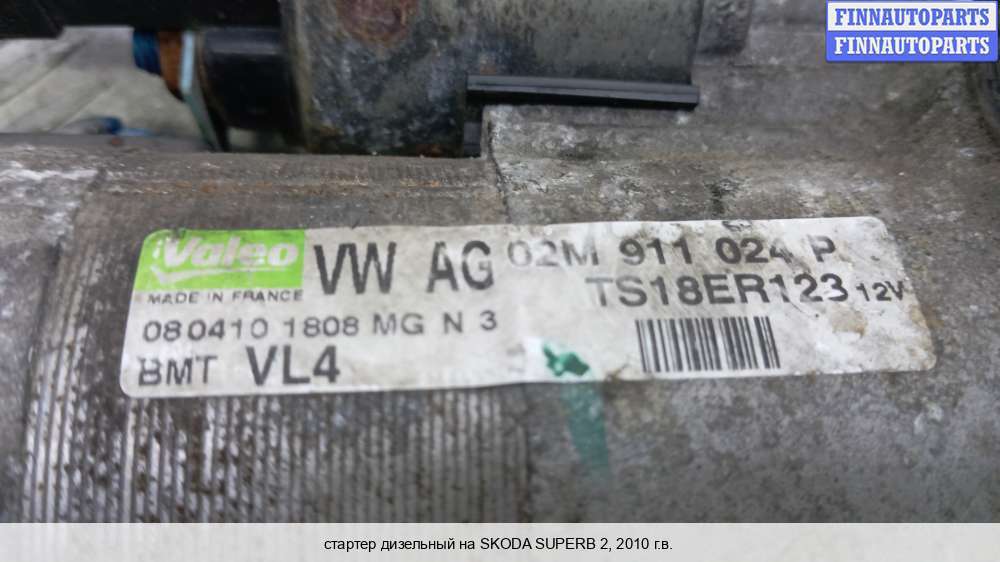 FINNAUTOPARTS
FINNAUTOPARTS
Valeo VW AG 02M 911 024 P
MADE IN FRANCE TS18ER123 12V
080410 1808 MG N 3
BMT VL4
стартер дизельный на SKODA SUPERB 2, 2010 г.в.